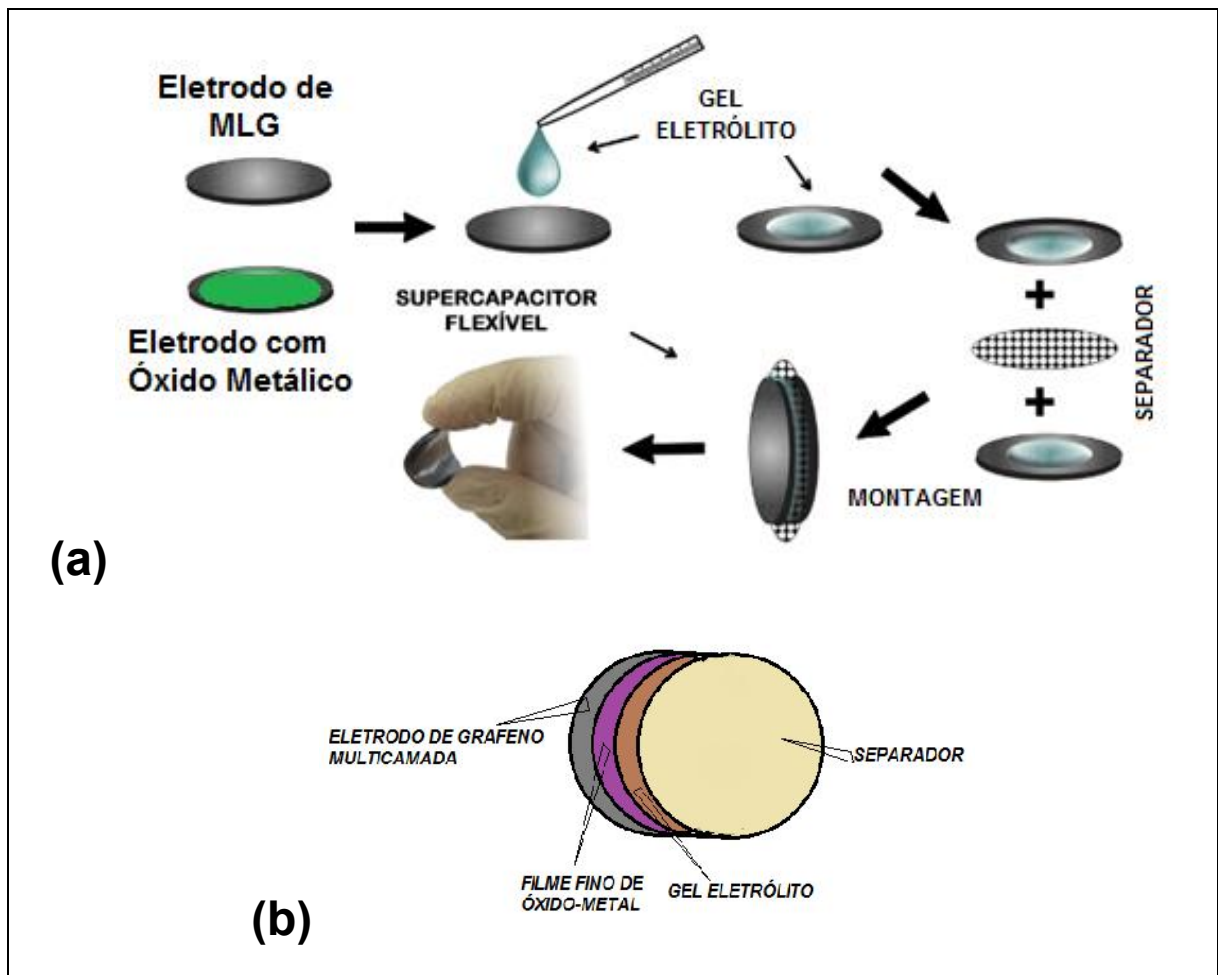 Eletrodo de
MLG
GEL
ELETRÓLITO
SUPERCAPACITOR
FLEXÍVEL
Eletrodo com
Óxido Metálico
SEPARADOR
MONTAGEM
(a)
ELETRODO DE GRAFENO
MULTICAMADA
SEPARADOR
FILME FINO DE
ÓXIDO-METAL
GEL ELETRÓLITO
(b)